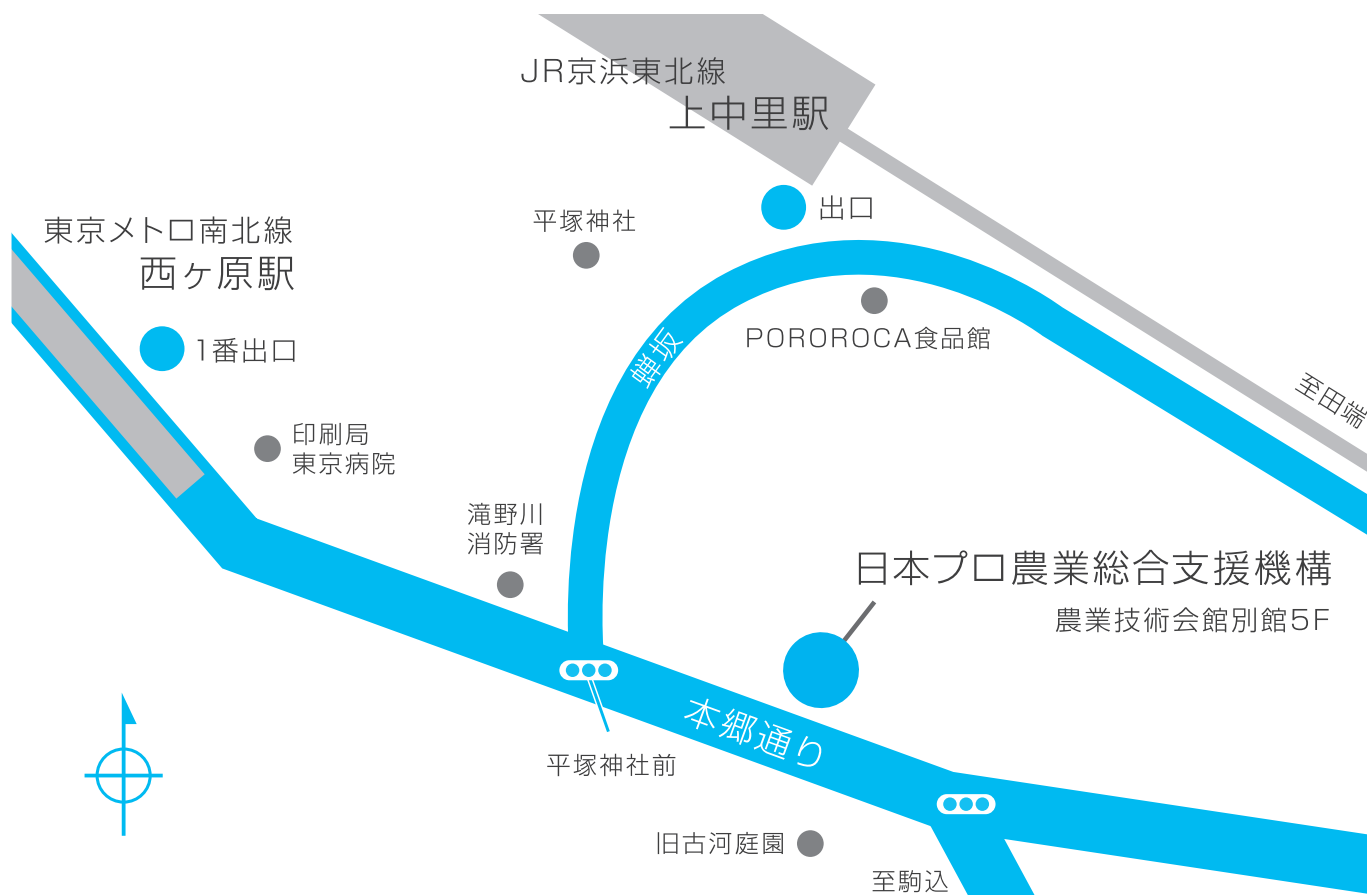 JR京浜東北線
上中里駅
出口
平塚神社
東京メトロ南北線
西ヶ原駅
1番出口
POROROCA食品館
蝉坂
至田端
印刷局
東京病院
滝野川
消防署
日本プロ農業総合支援機構
農業技術会館別館5F
本郷通り
平塚神社前
旧古河庭園
至駒込